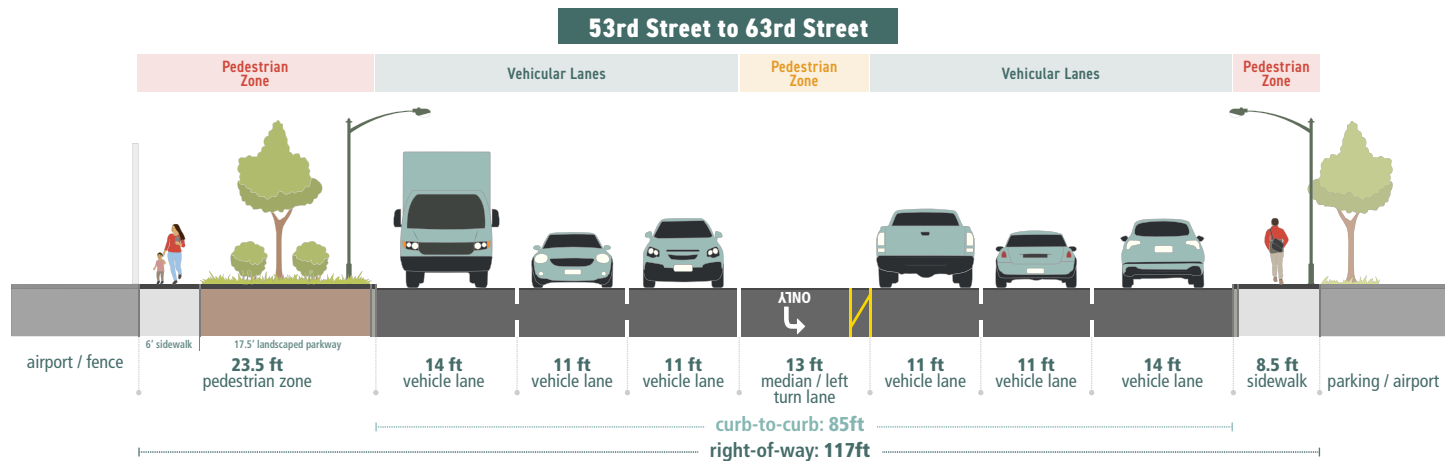 53rd Street to 63rd Street
Pedestrian
Zone
Vehicular Lanes
Pedestrian
Zone
Vehicular Lanes
Pedestrian
Zone
ONLY
6' sidewalk
17.5' landscaped parkway
airport / fence
23.5 ft
pedestrian zone
14 ft
vehicle lane
11 ft
vehicle lane
11 ft
vehicle lane
13 ft
median / left
turn lane
11 ft
vehicle lane
11 ft
vehicle lane
14 ft
vehicle lane
8.5 ft
sidewalk
parking / airport
curb-to-curb: 85ft
right-of-way: 117ft